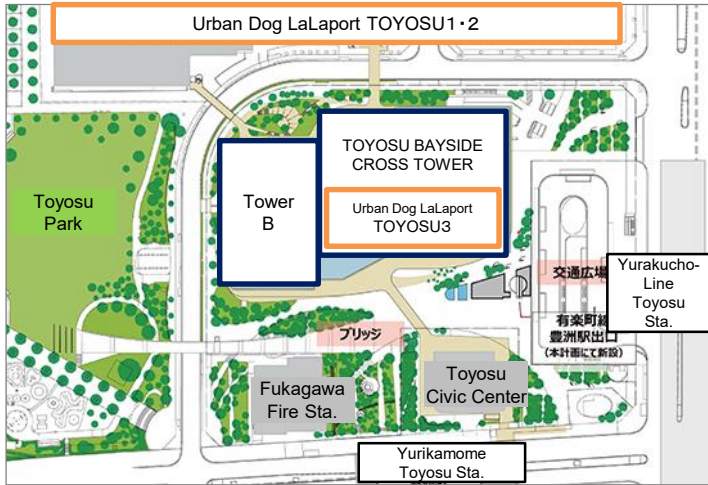 Urban Dog LaLaport TOYOSU1・2
TOYOSU BAYSIDE
CROSS TOWER
Tower
B
Urban Dog LaLaport
TOYOSU3
Toyosu
Park
交通広場
Yurakucho-
Line
Toyosu
Sta.
有楽町線
豊洲駅出口
(本計画にて新設)
ブリッジ
Fukagawa
Fire Sta.
Toyosu
Civic Center
Yurikamome
Toyosu Sta.